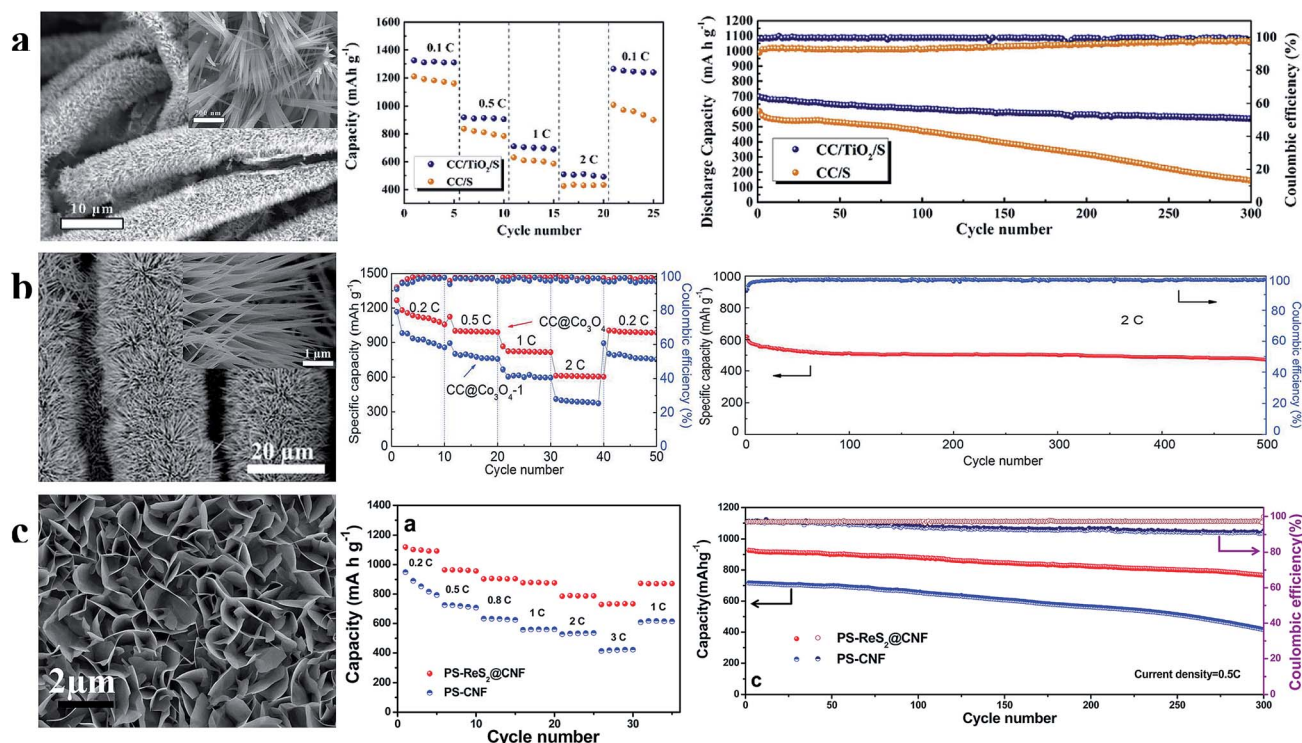 a
10 µm
1600
1400
1200
1000
800
600
400
0.1 C
0.5 C
1 C
2 C
0.1 C
CC/TiO2/S
CC/S
0 5 10 15 20 25
Cycle number
Capacity (mAh g-1)
1200
1100
1000
900
800
700
600
500
400
300
200
100
0
CC/TiO2/S
CC/S
100
80
60
40
20
0
0 50 100 150 200 250 300
Cycle number
Discharge Capacity (mA h g-1)
Coulombic efficiency (%)
b
1 µm
20 µm
1500
1200
900
600
300
0
0.2 C
0.5 C
1 C
2 C
0.2 C
CC@Co3O4
CC@Co3O4-1
100
80
60
40
20
0
0 10 20 30 40 50
Cycle number
Specific capacity (mAh g-1)
Coulombic efficiency (%)
1000
900
800
700
600
500
400
300
200
100
0
2 C
100
80
60
40
20
0
0 100 200 300 400 500
Cycle number
Specific capacity (mAh g-1)
Coulombic efficiency (%)
c
2µm
a
1400
1200
1000
800
600
400
200
0
0.2 C
0.5 C
0.8 C
1 C
2 C
3 C
1 C
PS-ReS2@CNF
PS-CNF
0 10 20 30
Cycle number
Capacity (mA h g-1)
1200
1000
800
600
400
200
0
PS-ReS2@CNF
PS-CNF
c
Current density=0.5C
100
80
60
40
20
0
0 50 100 150 200 250 300
Cycle number
Capacity(mAhg-1)
Coulombic efficiency(%)